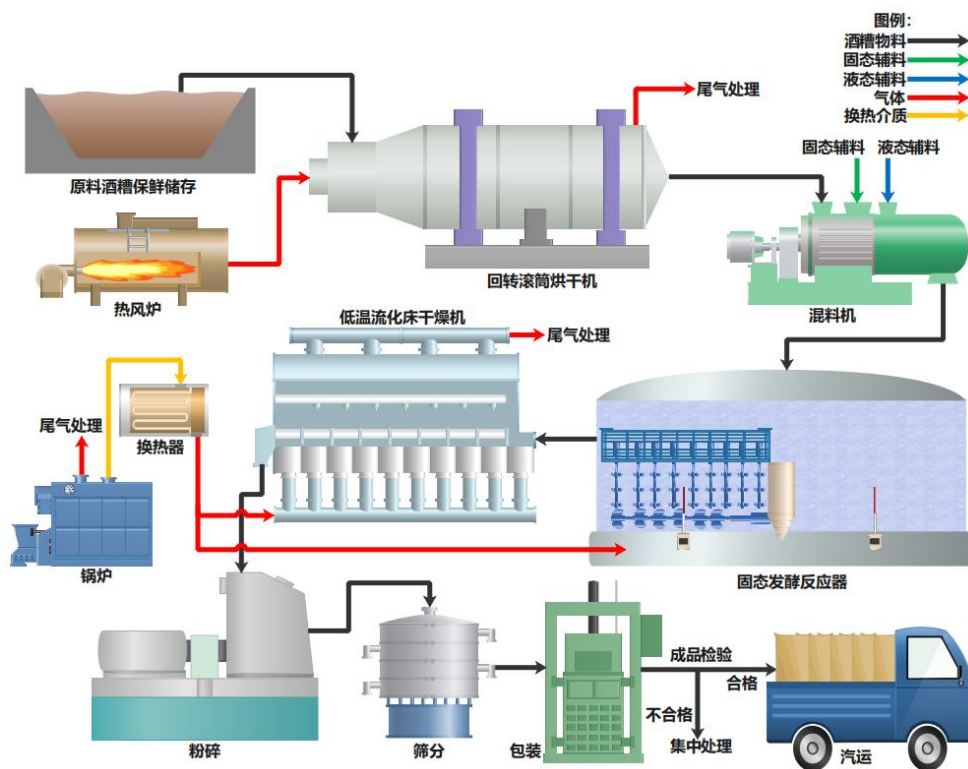 图例:
酒糟物料
固态辅料
液态辅料
气体
换热介质
尾气处理
原料酒糟保鲜储存
固态辅料
液态辅料
热风炉
回转滚筒烘干机
混料机
低温流化床干燥机
尾气处理
尾气处理
换热器
锅炉
固态发酵反应器
粉碎
筛分
包装
成品检验
合格
不合格
集中处理
汽运